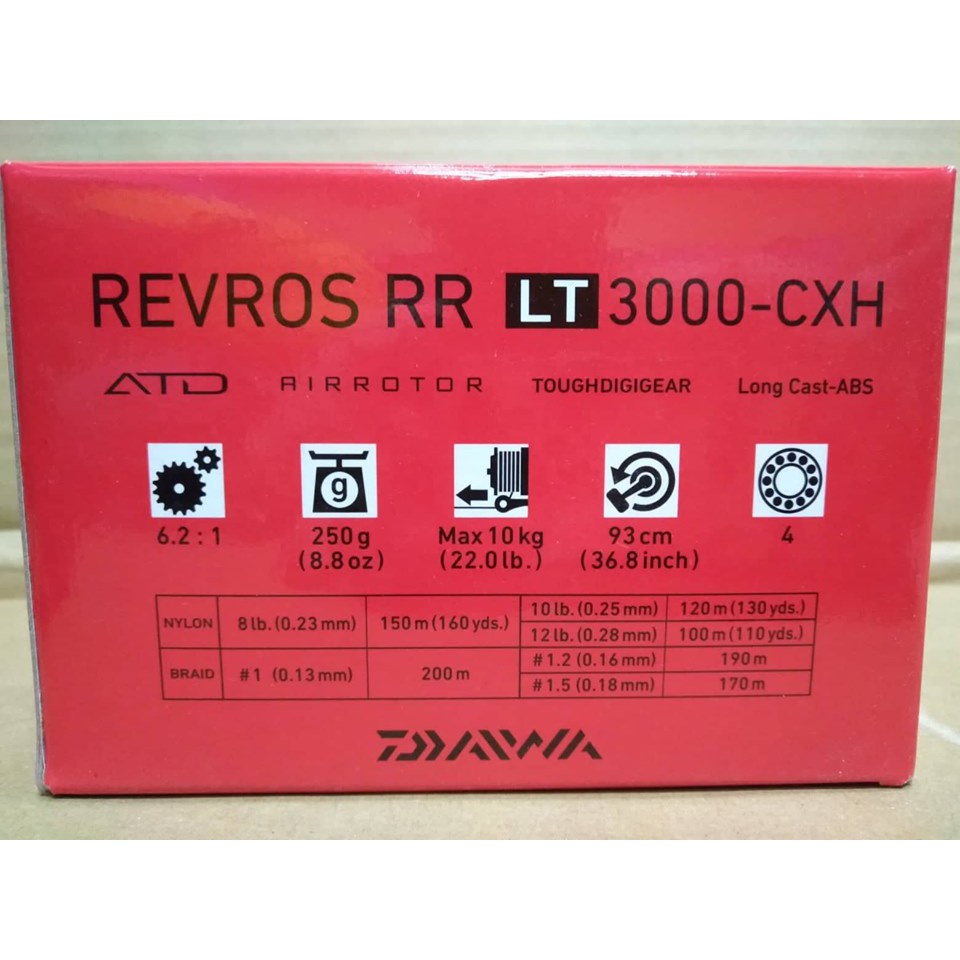 REVROS RR LT 3000-CXH
ATD AIRROTOR TOUGHDIGIGEAR Long Cast-ABS
g
6.2 : 1 250 g Max 10 kg 93 cm 4
(8.8 oz) (22.0 lb.) (36.8 inch)
NYLON 8 lb. (0.23 mm) 150 m (160 yds.) 10 lb. (0.25 mm) 120 m (130 yds.)
12 lb. (0.28 mm) 100 m (110 yds.)
BRAID #1 (0.13 mm) 200 m #1.2 (0.16 mm) 190 m
#1.5 (0.18 mm) 170 m
DAIWA